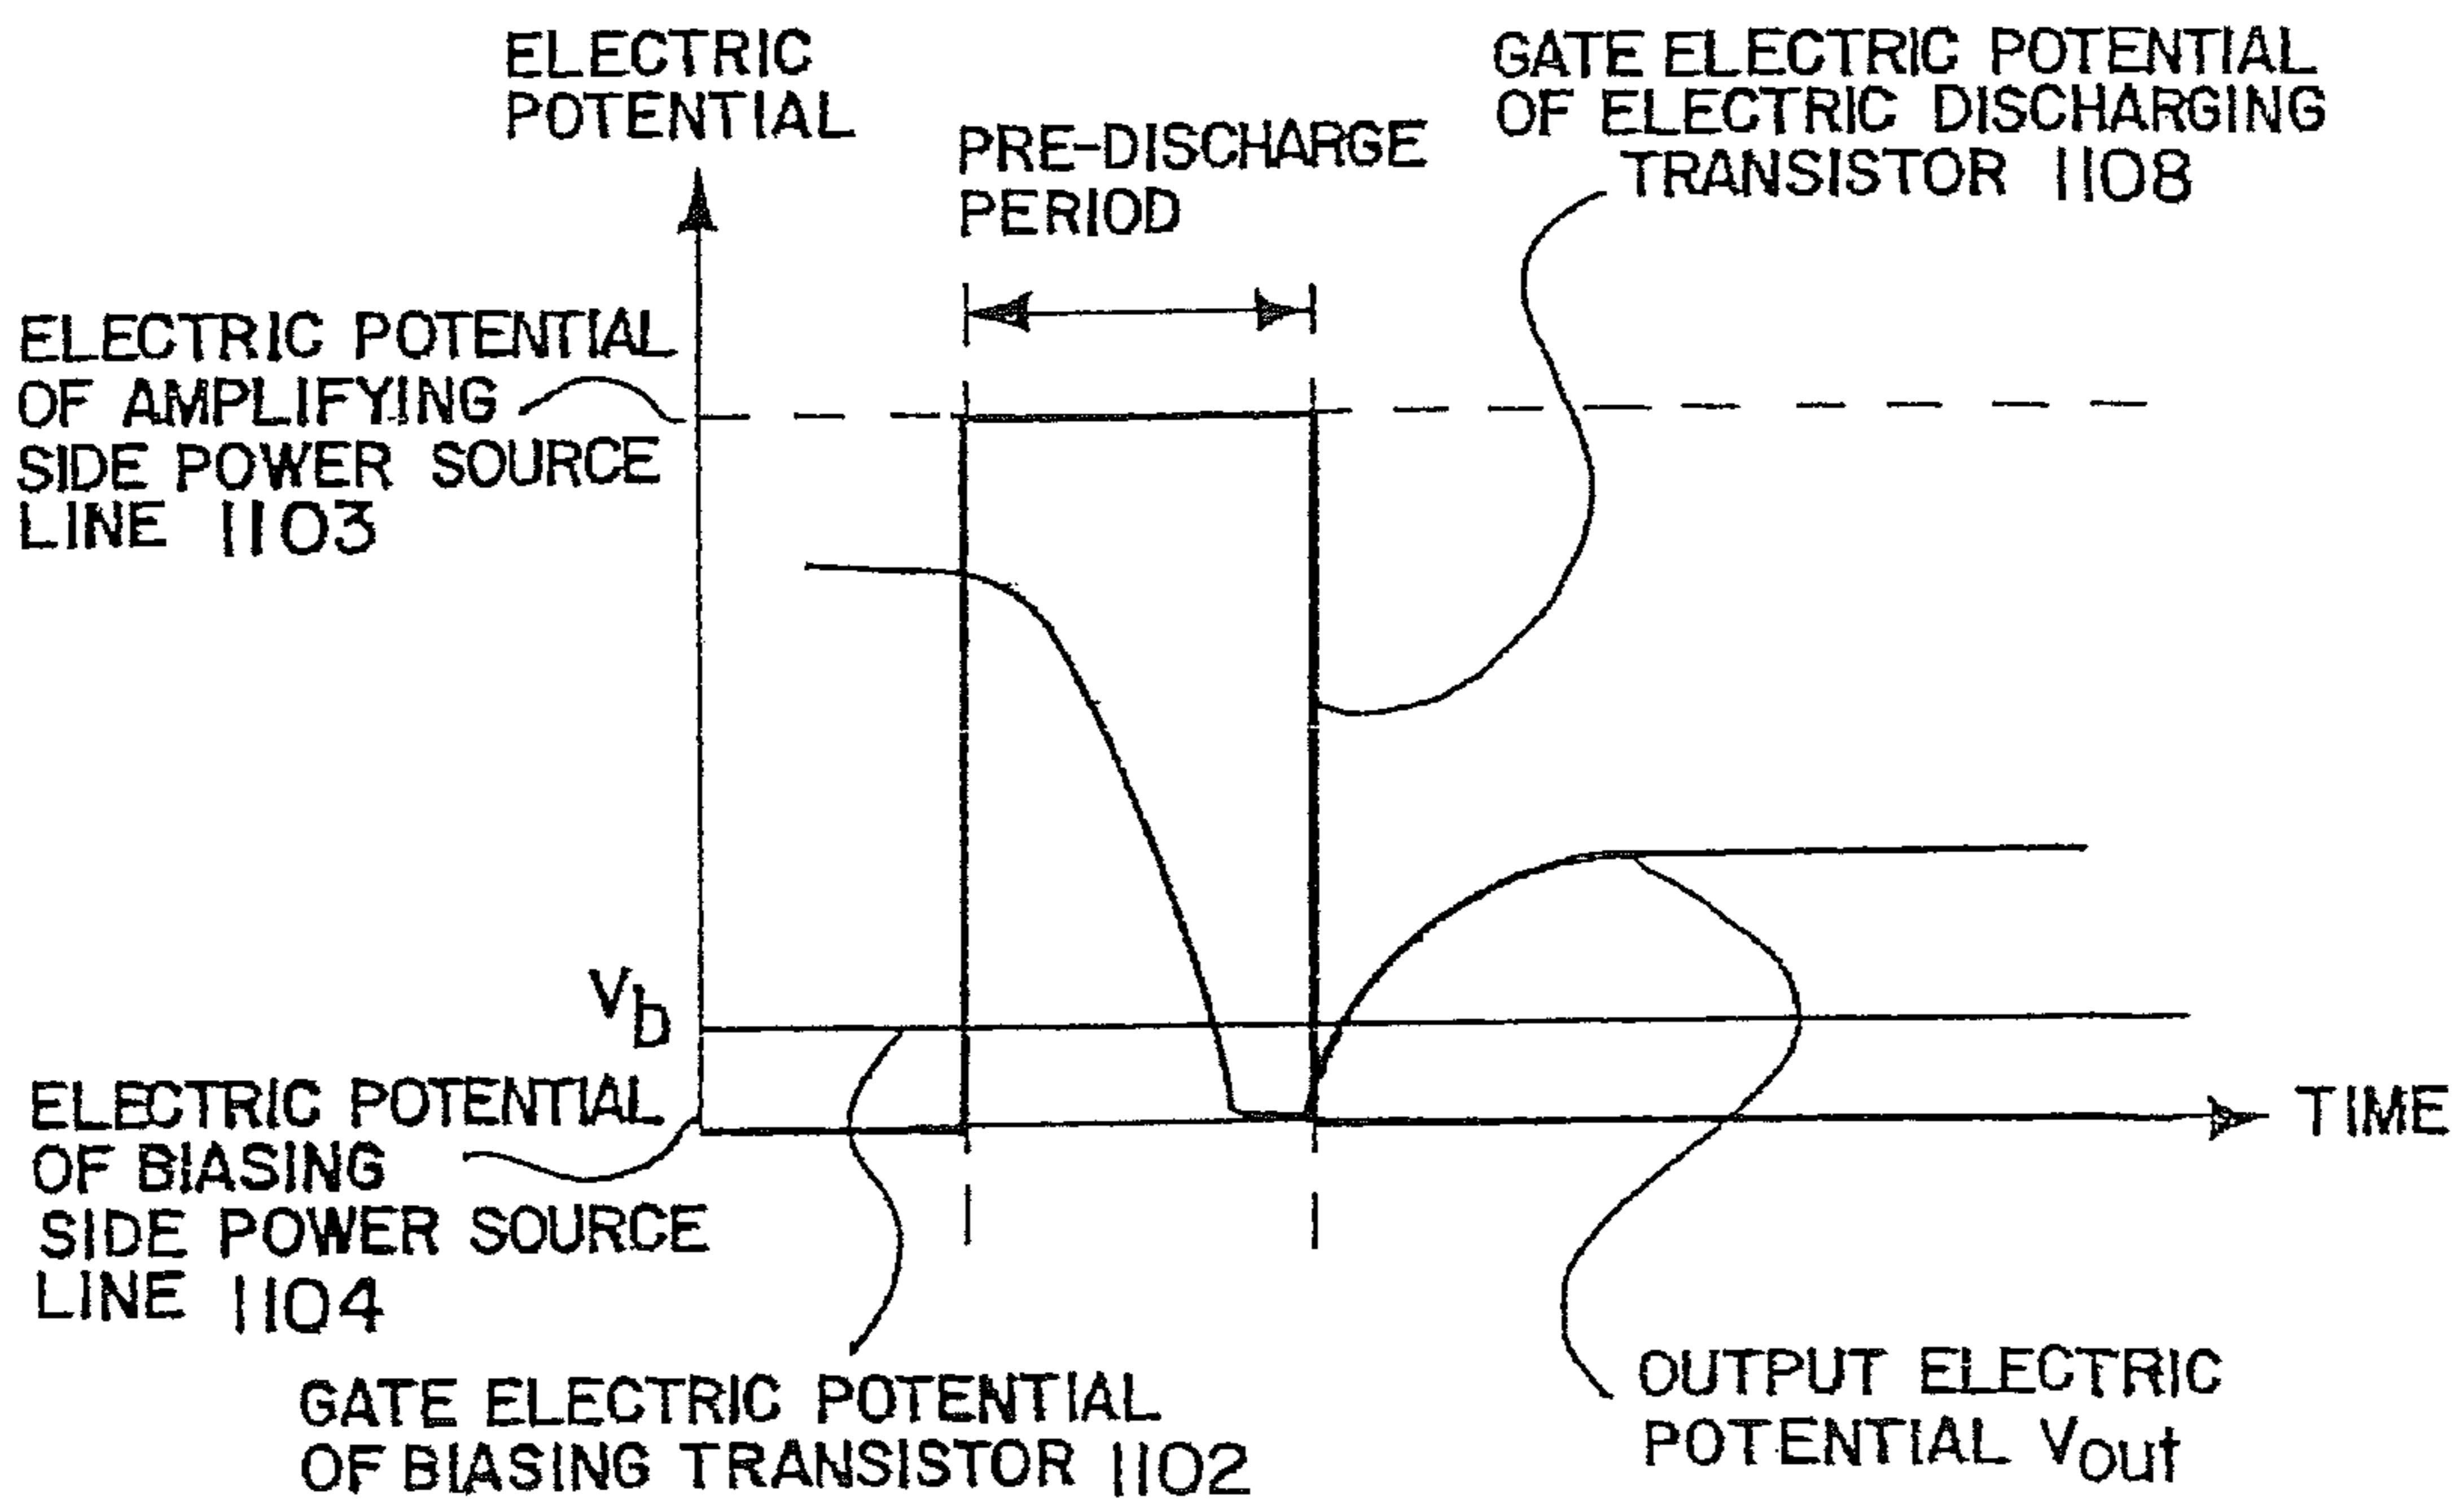 ELECTRIC
POTENTIAL
PRE-DISCHARGE
PERIOD
GATE ELECTRIC POTENTIAL
OF ELECTRIC DISCHARGING
TRANSISTOR 1108
ELECTRIC POTENTIAL
OF AMPLIFYING
SIDE POWER SOURCE
LINE 1103
Vb
ELECTRIC POTENTIAL
OF BIASING
SIDE POWER SOURCE
LINE 1104
TIME
GATE ELECTRIC POTENTIAL
OF BIASING TRANSISTOR 1102
OUTPUT ELECTRIC
POTENTIAL Vout